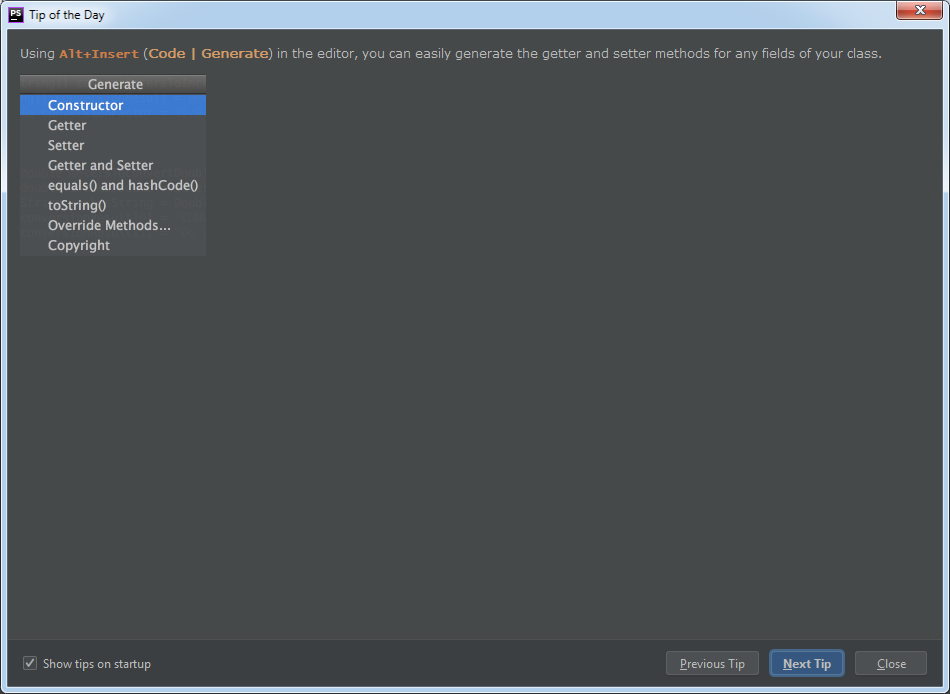 PS Tip of the Day
Using Alt+Insert (Code | Generate) in the editor, you can easily generate the getter and setter methods for any fields of your class.
Generate
Constructor
Getter
Setter
Getter and Setter
equals() and hashCode()
toString()
Override Methods...
Copyright
Show tips on startup
Previous Tip
Next Tip
Close